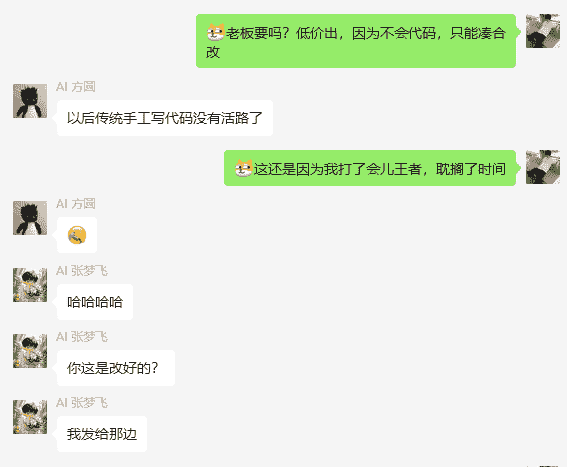 老板要吗？低价出，因为不会代码，只能凑合
改
AI 方圆
以后传统手工写代码没有活路了
这还是因为我打了会儿王者，耽搁了时间
AI 方圆
AI 张梦飞
哈哈哈哈
AI 张梦飞
你这是改好的？
AI 张梦飞
我发给那边